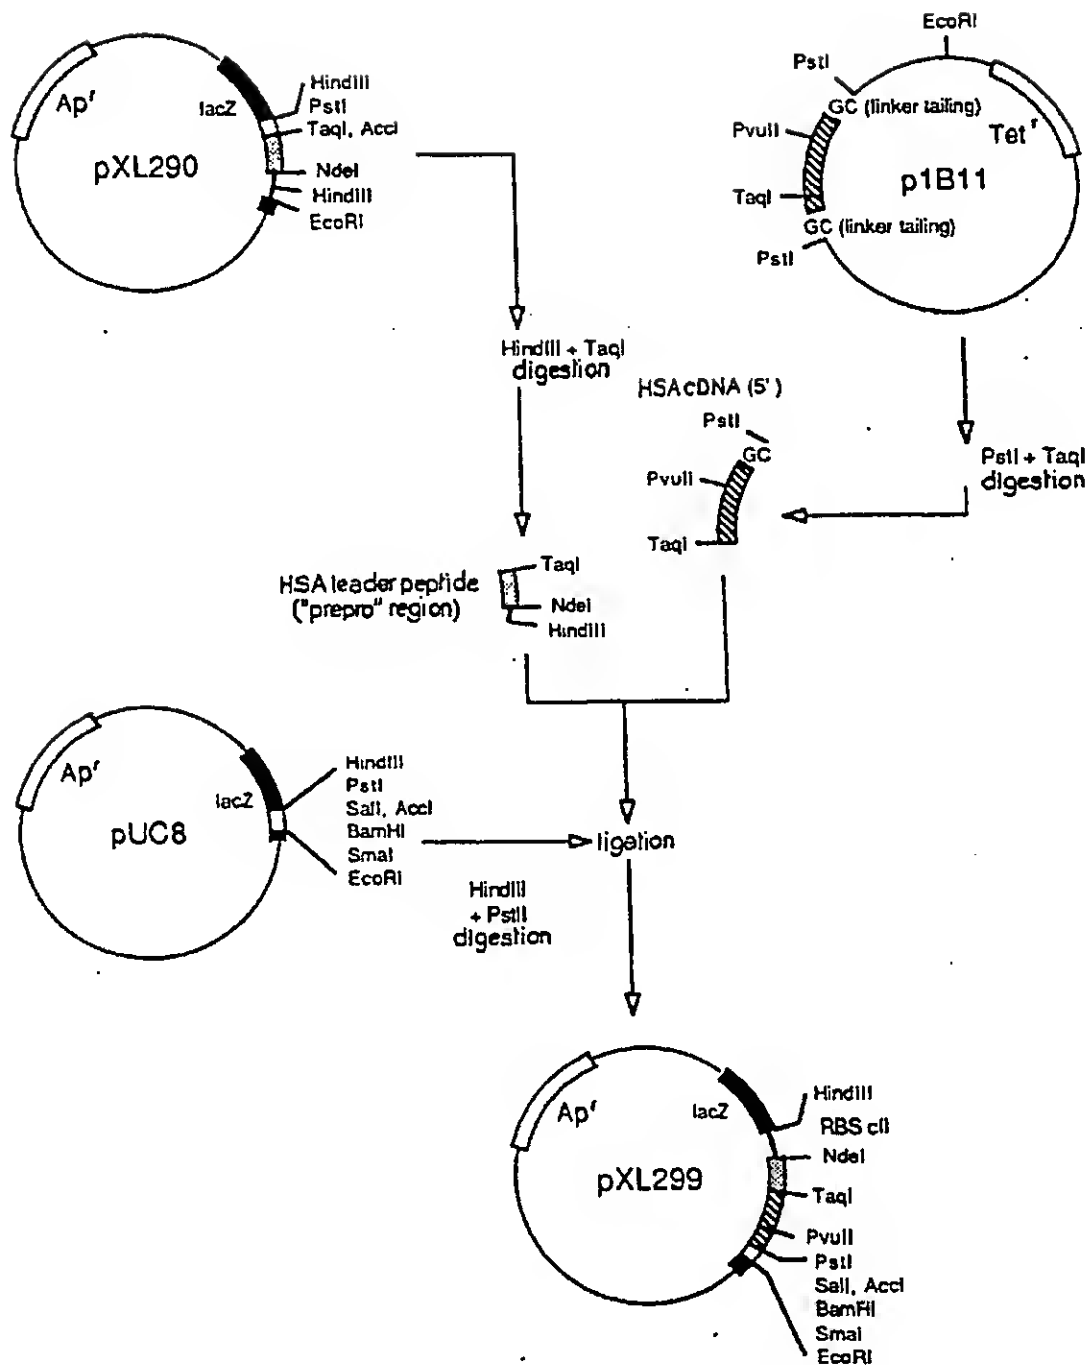 Apʳ
lacZ
HindIII
PstI
TaqI, AccI
pXL290
NdeI
HindIII
EcoRI
EcoRI
PstI
GC (linker tailing)
PvuII
Tetʳ
p1B11
TaqI
GC (linker tailing)
PstI
HindIII + TaqI
digestion
HSA cDNA (5')
PstI
GC
PvuII
TaqI
PstI + TaqI
digestion
HSA leader peptide
("prepro" region)
TaqI
NdeI
HindIII
Apʳ
lacZ
pUC8
HindIII
PstI
SalI, AccI
BamHI
SmaI
EcoRI
HindIII
+ PstII
digestion
ligation
Apʳ
lacZ
pXL299
HindIII
RBS cII
NdeI
TaqI
PvuII
PstI
SalI, AccI
BamHI
SmaI
EcoRI